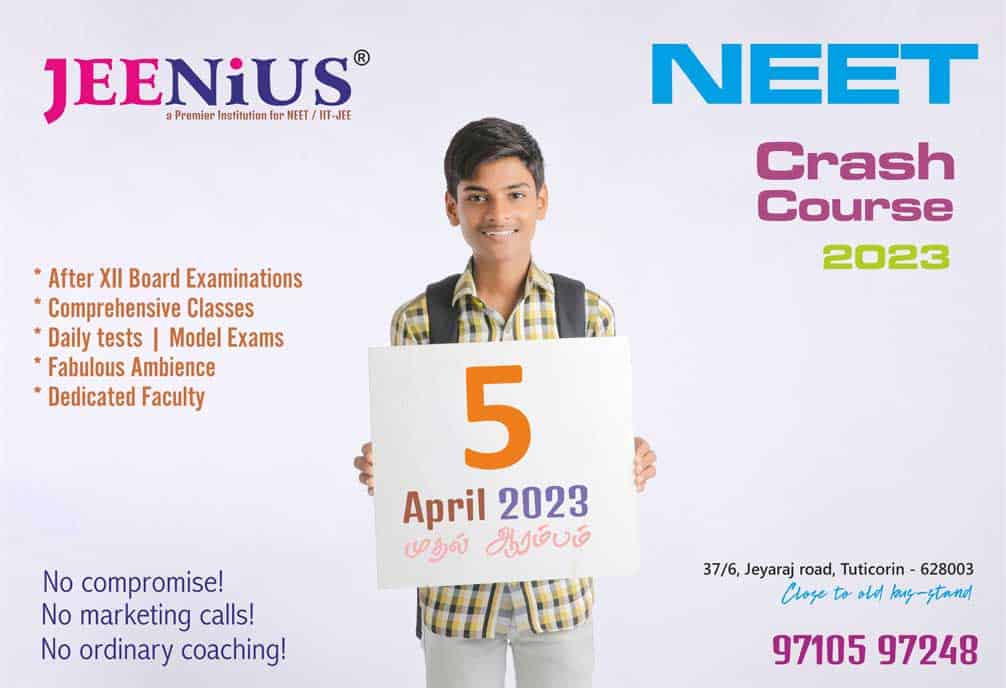 JEENiUS®
a Premier Institution for NEET / IIT-JEE
NEET
Crash
Course
2023
* After XII Board Examinations
* Comprehensive Classes
* Daily tests | Model Exams
* Fabulous Ambience
* Dedicated Faculty
5
April 2023
முதல் ஆரம்பம்
No compromise!
No marketing calls!
No ordinary coaching!
37/6, Jeyaraj road, Tuticorin - 628003
Close to old bus-stand
97105 97248